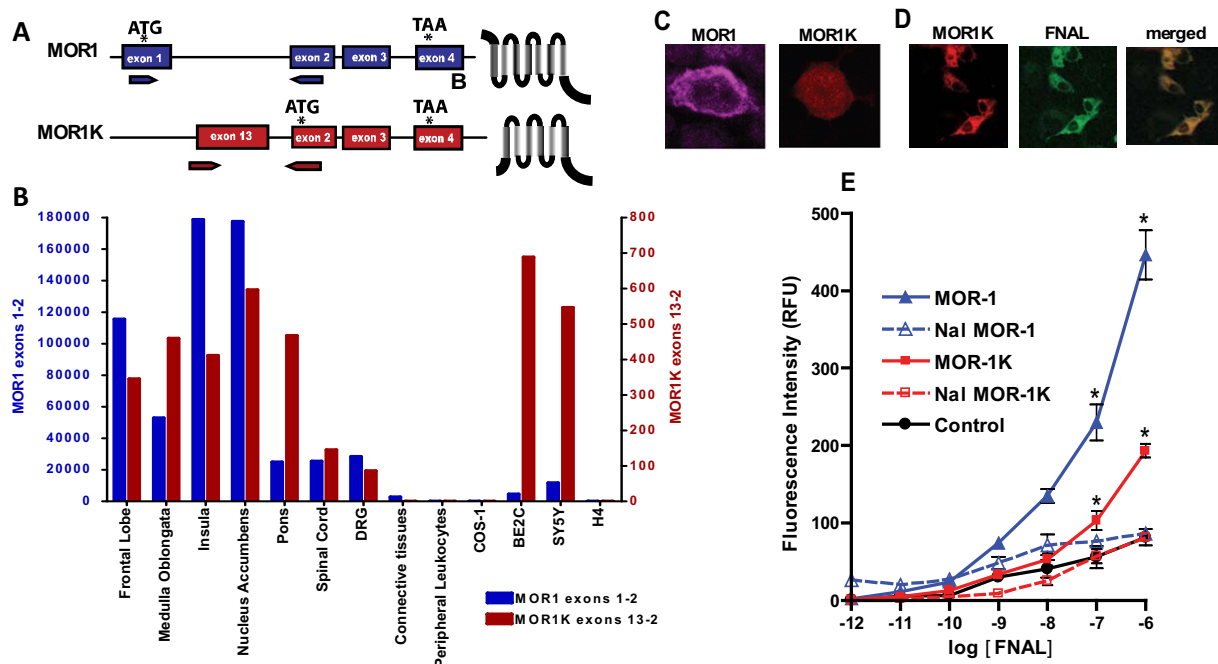 A
MOR1
ATG
*
TAA
*
exon 1
exon 2
exon 3
exon 4
B
MOR1K
ATG
*
TAA
*
exon 13
exon 2
exon 3
exon 4
C
MOR1
MOR1K
D
MOR1K
FNAL
merged
B
MOR1 exons 1-2
180000
160000
140000
120000
100000
80000
60000
40000
20000
0
800
700
600
500
400
300
200
100
0
MOR1K exons 13-2
Frontal Lobe
Medulla Oblongata
Insula
Nucleus Accumbens
Pons
Spinal Cord
DRG
Connective tissues
Peripheral Leukocytes
COS-1
BE2C
SY5Y
H4
MOR1 exons 1-2
MOR1K exons 13-2
E
Fluorescence Intensity (RFU)
500
400
300
200
100
0
MOR-1
Nal MOR-1
MOR-1K
Nal MOR-1K
Control
*
*
*
*
-12 -11 -10 -9 -8 -7 -6
log [FNAL]